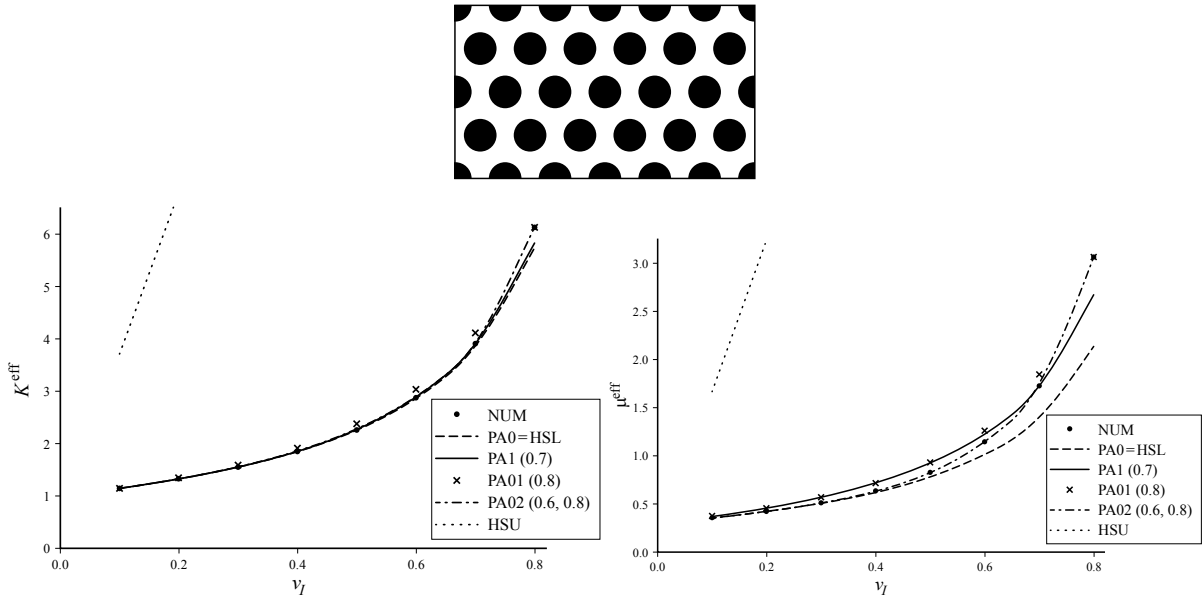 6
5
4
3
2
1
0
K^eff
0.0
0.2
0.4
0.6
0.8
v_I
NUM
PA0=HSL
PA1 (0.7)
PA01 (0.8)
PA02 (0.6, 0.8)
HSU
3.0
2.5
2.0
1.5
1.0
0.5
0.0
μ^eff
0.0
0.2
0.4
0.6
0.8
v_I
NUM
PA0=HSL
PA1 (0.7)
PA01 (0.8)
PA02 (0.6, 0.8)
HSU